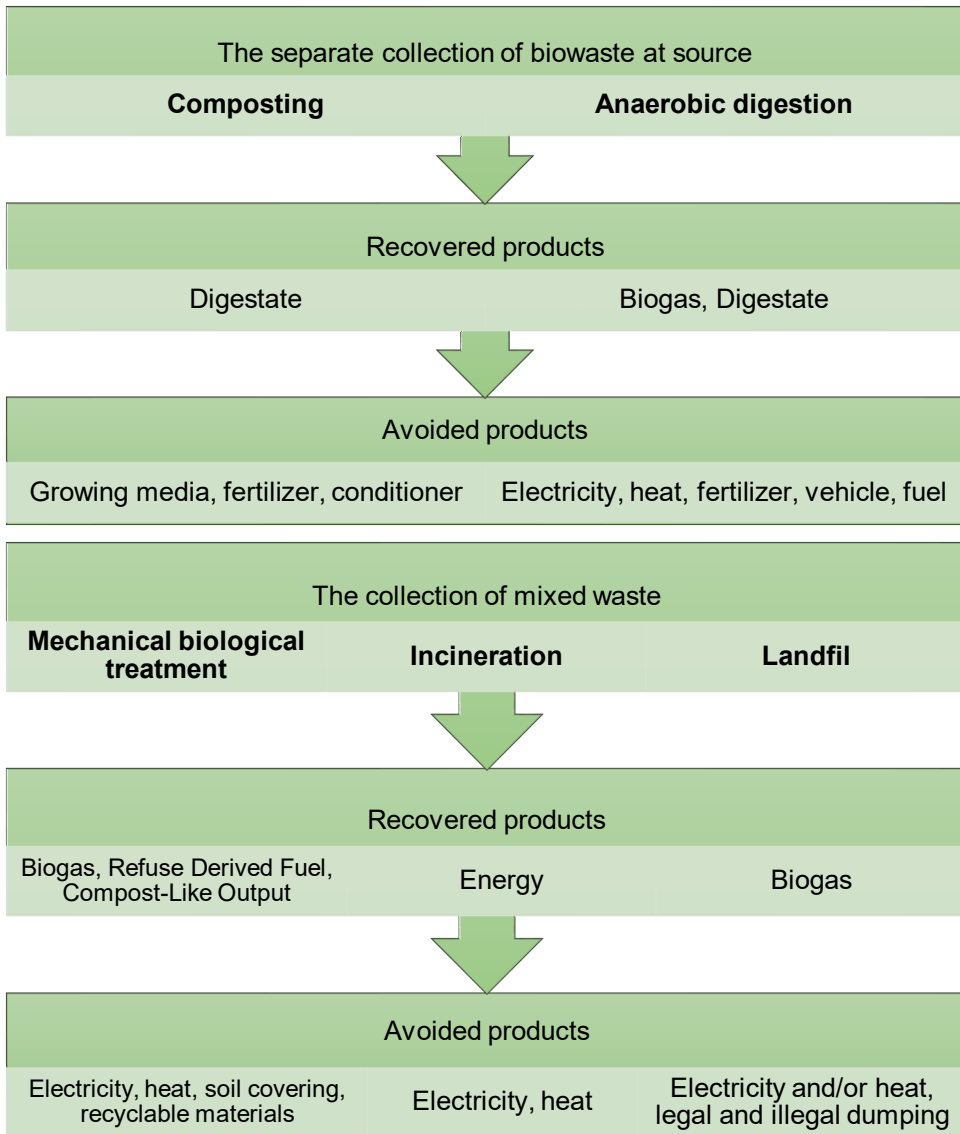 The separate collection of biowaste at source
Composting
Anaerobic digestion
Recovered products
Digestate
Biogas, Digestate
Avoided products
Growing media, fertilizer, conditioner
Electricity, heat, fertilizer, vehicle, fuel
The collection of mixed waste
Mechanical biological
treatment
Incineration
Landfil
Recovered products
Biogas, Refuse Derived Fuel,
Compost-Like Output
Energy
Biogas
Avoided products
Electricity, heat, soil covering,
recyclable materials
Electricity, heat
Electricity and/or heat,
legal and illegal dumping